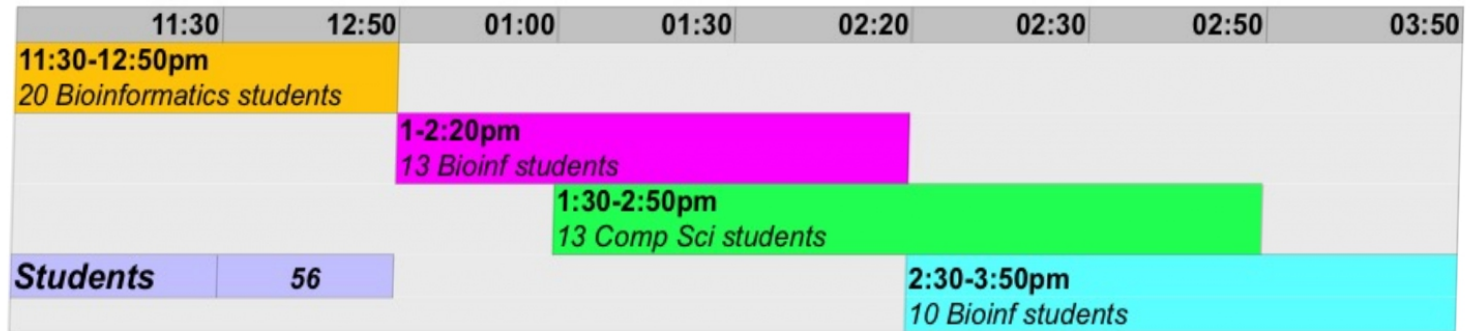 11:30 12:50 01:00 01:30 02:20 02:30 02:50 03:50
11:30-12:50pm
20 Bioinformatics students
1-2:20pm
13 Bioinf students
1:30-2:50pm
13 Comp Sci students
Students 56
2:30-3:50pm
10 Bioinf students